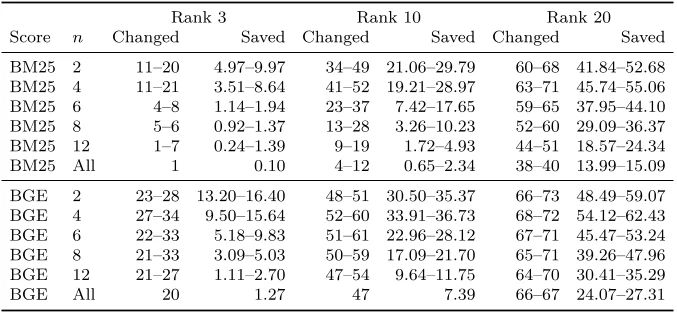 Rank 3 Rank 10 Rank 20
Score n Changed Saved Changed Saved Changed Saved
BM25 2 11–20 4.97–9.97 34–49 21.06–29.79 60–68 41.84–52.68
BM25 4 11–21 3.51–8.64 41–52 19.21–28.97 63–71 45.74–55.06
BM25 6 4–8 1.14–1.94 23–37 7.42–17.65 59–65 37.95–44.10
BM25 8 5–6 0.92–1.37 13–28 3.26–10.23 52–60 29.09–36.37
BM25 12 1–7 0.24–1.39 9–19 1.72–4.93 44–51 18.57–24.34
BM25 All 1 0.10 4–12 0.65–2.34 38–40 13.99–15.09
BGE 2 23–28 13.20–16.40 48–51 30.50–35.37 66–73 48.49–59.07
BGE 4 27–34 9.50–15.64 52–60 33.91–36.73 68–72 54.12–62.43
BGE 6 22–33 5.18–9.83 51–61 22.96–28.12 67–71 45.47–53.24
BGE 8 21–33 3.09–5.03 50–59 17.09–21.70 65–71 39.26–47.96
BGE 12 21–27 1.11–2.70 47–54 9.64–11.75 64–70 30.41–35.29
BGE All 20 1.27 47 7.39 66–67 24.07–27.31